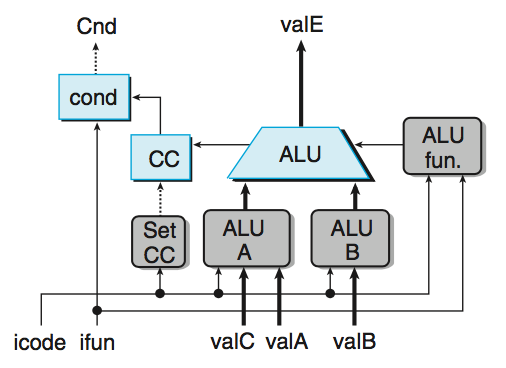 Cnd
valE
cond
CC
ALU
ALU
fun.
Set
CC
ALU
A
ALU
B
icode
ifun
valC
valA
valB